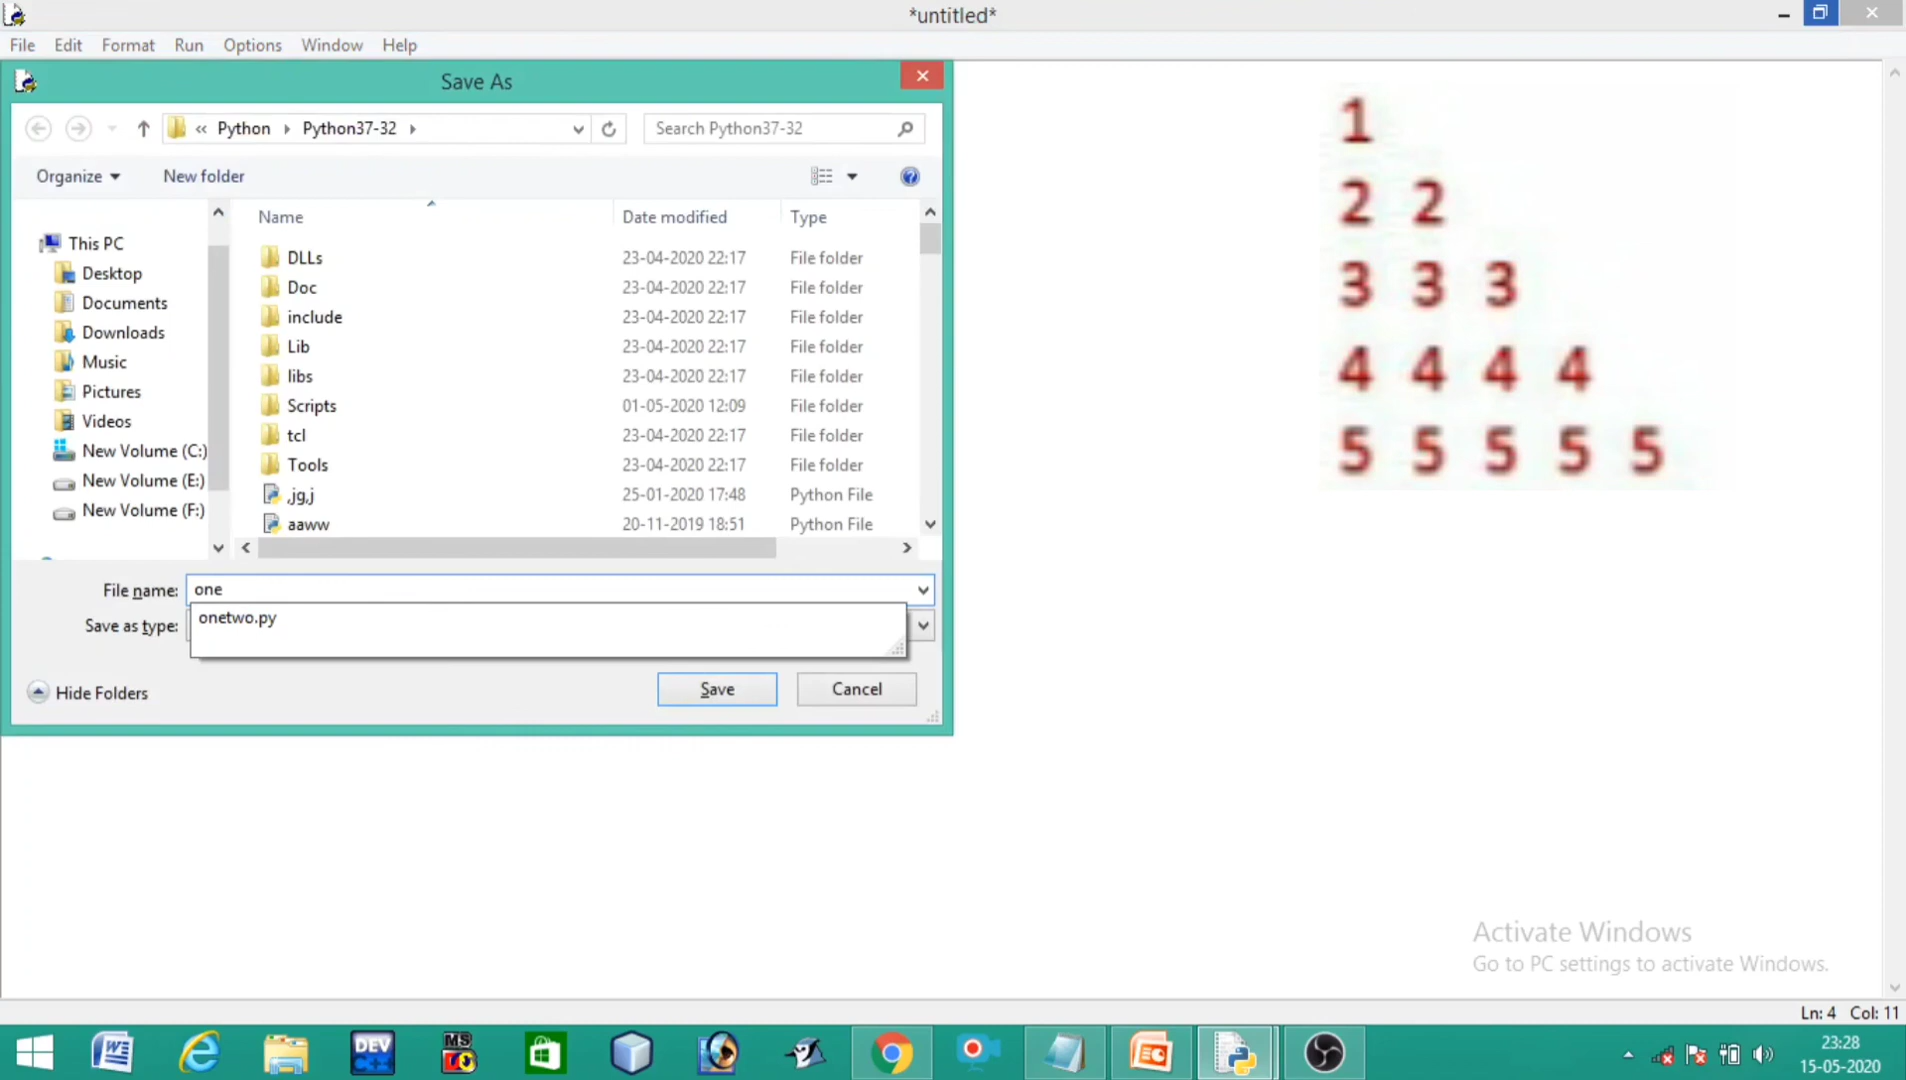 *untitled*
File Edit Format Run Options Window Help
Save As
« Python Python37-32
Search Python37-32
Organize New folder
Name Date modified Type
This PC
Desktop
Documents
Downloads
Music
Pictures
Videos
New Volume (C:)
New Volume (E:)
New Volume (F:)
DLLs 23-04-2020 22:17 File folder
Doc 23-04-2020 22:17 File folder
include 23-04-2020 22:17 File folder
Lib 23-04-2020 22:17 File folder
libs 23-04-2020 22:17 File folder
Scripts 01-05-2020 12:09 File folder
tcl 23-04-2020 22:17 File folder
Tools 23-04-2020 22:17 File folder
,jg,j 25-01-2020 17:48 Python File
aaww 20-11-2019 18:51 Python File
File name: one
onetwo.py
Save as type:
Hide Folders
Save Cancel
1
2 2
3 3 3
4 4 4 4
5 5 5 5 5
Activate Windows
Go to PC settings to activate Windows.
Ln: 4 Col: 11
DEV C++
MS
23:28
15-05-2020